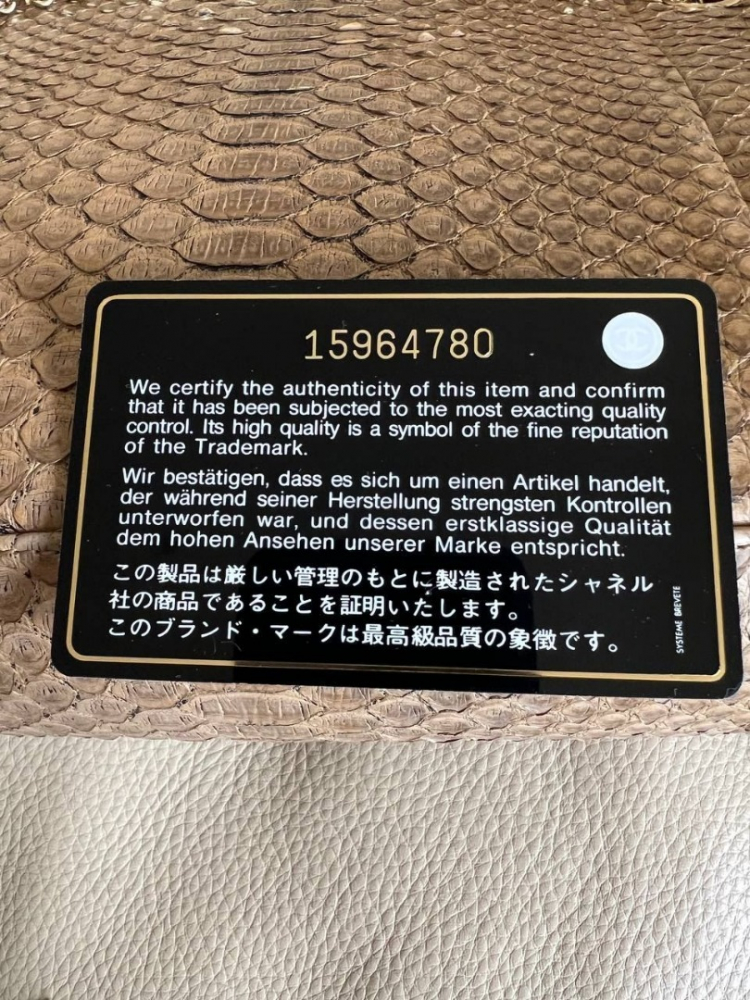 15964780
We certify the authenticity of this item and confirm
that it has been subjected to the most exacting quality
control. Its high quality is a symbol of the fine reputation
of the Trademark.
Wir bestätigen, dass es sich um einen Artikel handelt,
der während seiner Herstellung strengsten Kontrollen
unterworfen war, und dessen erstklassige Qualität
dem hohen Ansehen unserer Marke entspricht.
この製品は厳しい管理のもとに製造されたシャネル
社の商品であることを証明いたします。
このブランド・マークは最高級品質の象徴です。
SYSTEME BREVETE